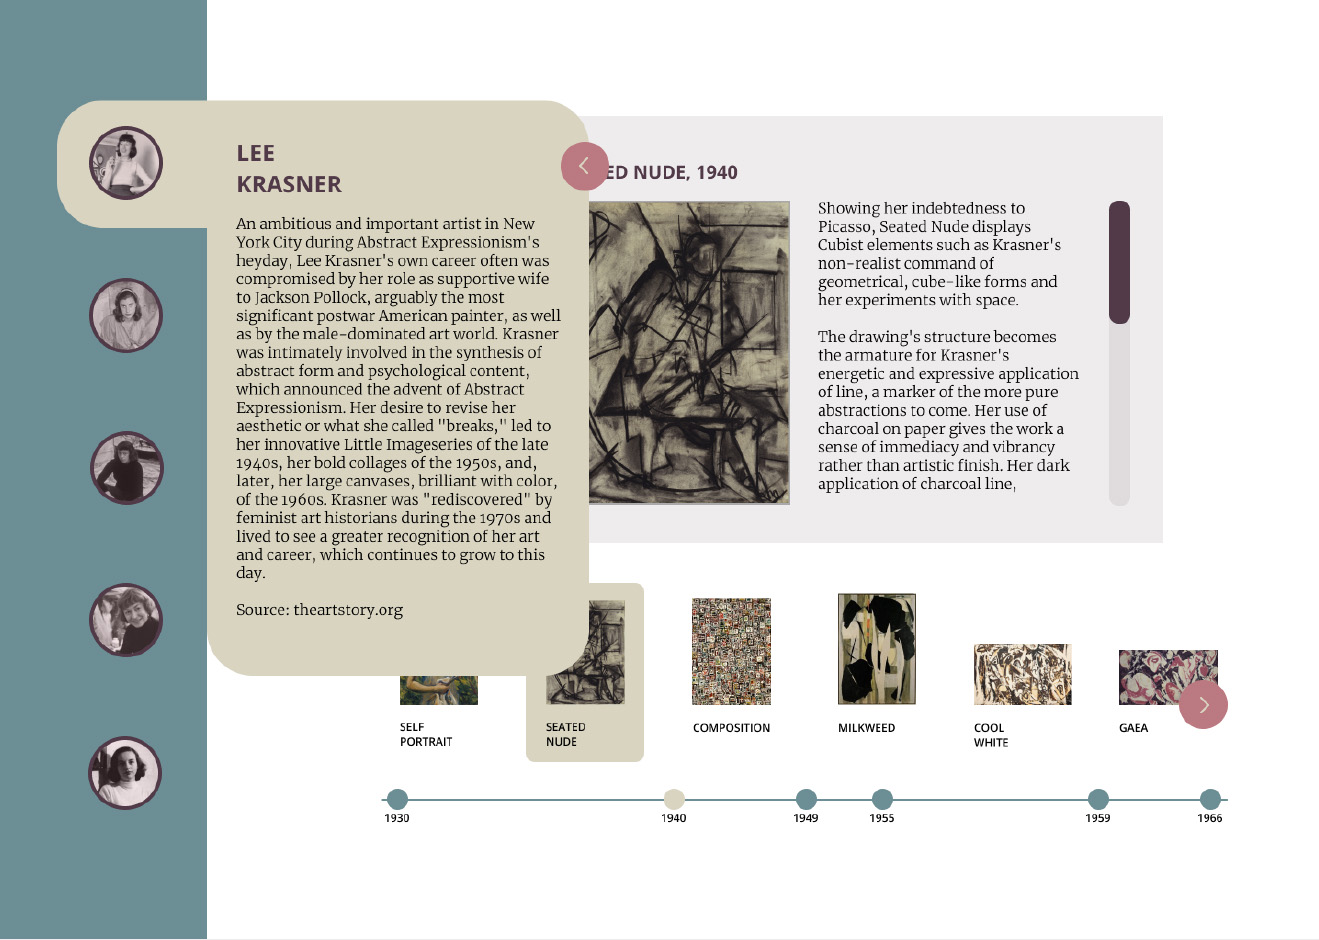 LEE
KRASNER
An ambitious and important artist in New
York City during Abstract Expressionism's
heyday, Lee Krasner's own career often was
compromised by her role as supportive wife
to Jackson Pollock, arguably the most
significant postwar American painter, as well
as by the male-dominated art world. Krasner
was intimately involved in the synthesis of
abstract form and psychological content,
which announced the advent of Abstract
Expressionism. Her desire to revise her
aesthetic or what she called "breaks," led to
her innovative Little Imageseries of the late
1940s, her bold collages of the 1950s, and,
later, her large canvases, brilliant with color,
of the 1960s. Krasner was "rediscovered" by
feminist art historians during the 1970s and
lived to see a greater recognition of her art
and career, which continues to grow to this
day.
Source: theartstory.org
ED NUDE, 1940
Showing her indebtedness to
Picasso, Seated Nude displays
Cubist elements such as Krasner's
non-realist command of
geometrical, cube-like forms and
her experiments with space.
The drawing's structure becomes
the armature for Krasner's
energetic and expressive application
of line, a marker of the more pure
abstractions to come. Her use of
charcoal on paper gives the work a
sense of immediacy and vibrancy
rather than artistic finish. Her dark
application of charcoal line,
SELF
PORTRAIT
SEATED
NUDE
COMPOSITION
MILKWEED
COOL
WHITE
GAEA
1930
1940
1949
1955
1959
1966